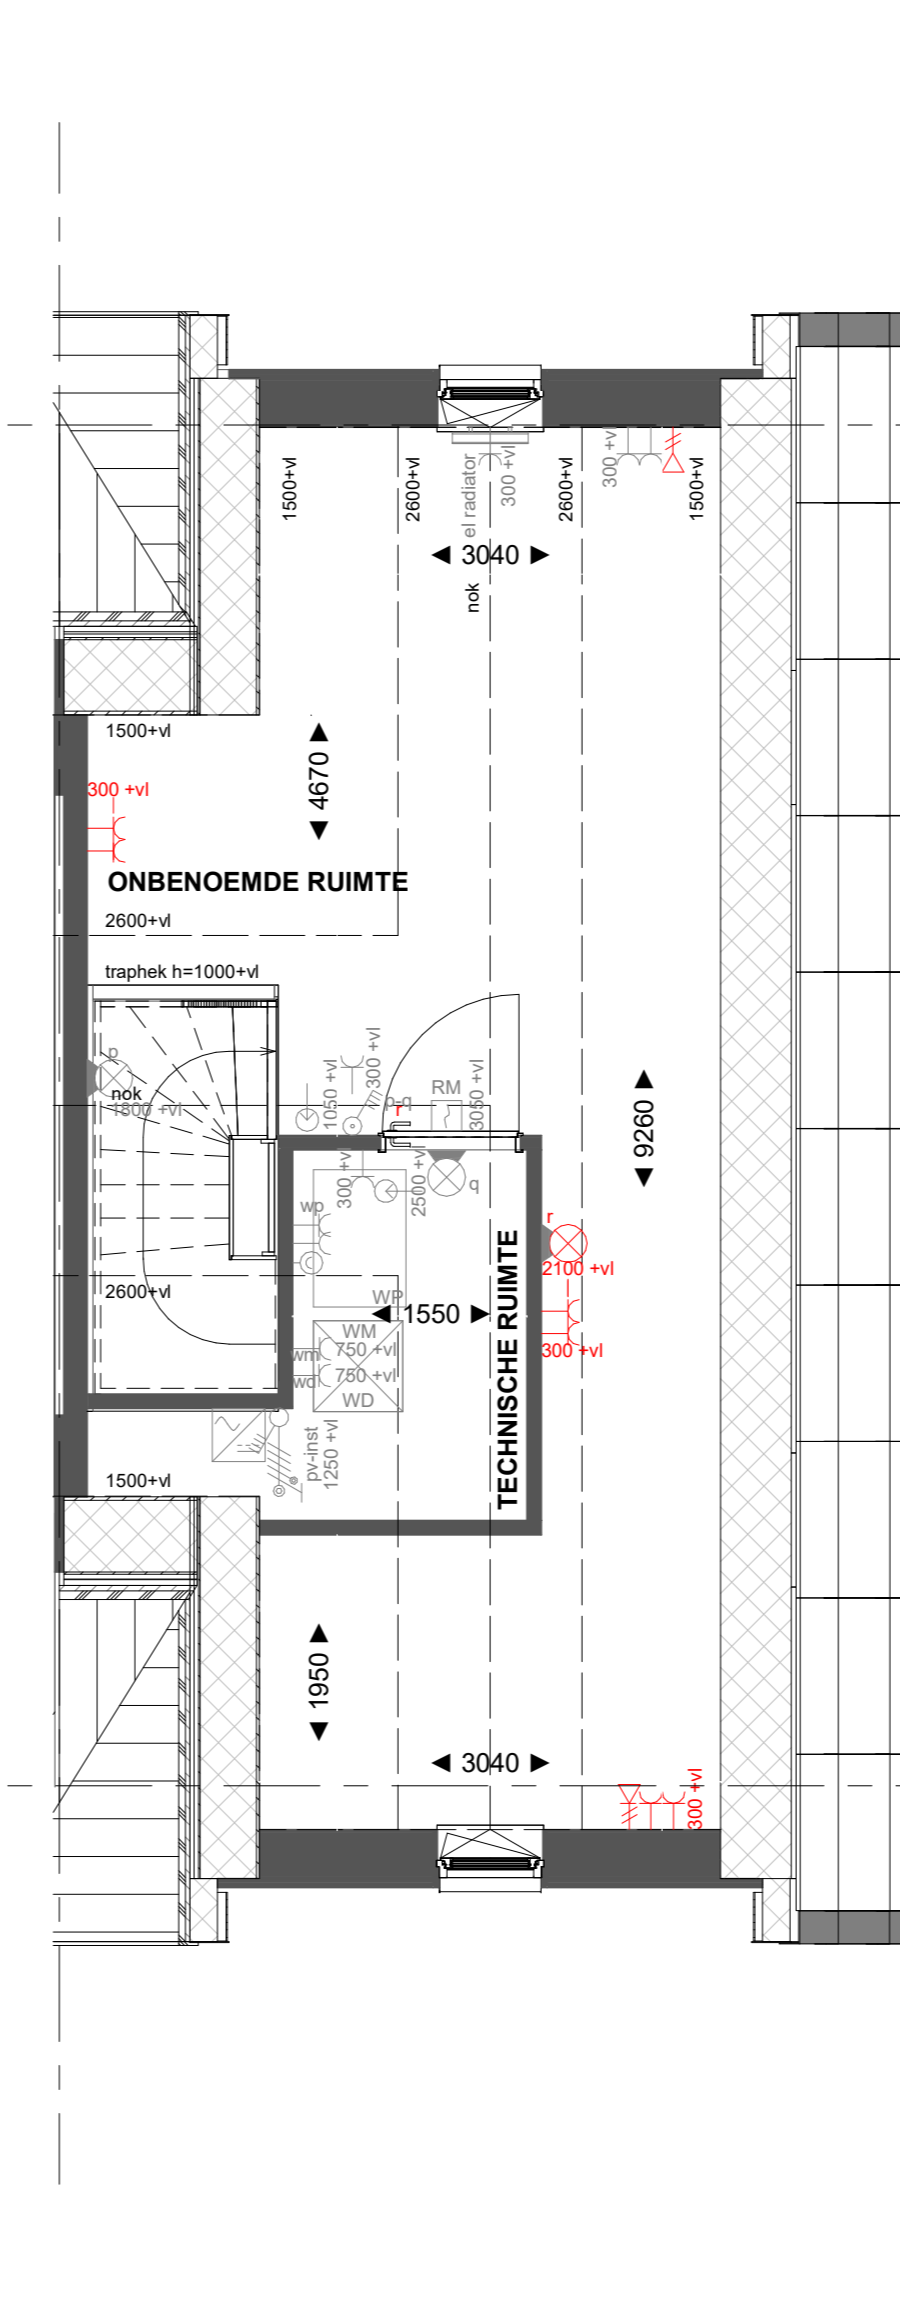 1500+vl
2600+vl
el radiator
300 +vl
2600+vl
300 +vl
1500+vl
3040
nok
1500+vl
4670
300 +vl
ONBENOEMDE RUIMTE
2600+vl
traphek h=1000+vl
p
nok
1800 +vl
1050 +vl
300 +vl
p-q
r
RM
3050 +vl
9260
300 +vl
2500 +vl
q
wp
r
2100 +vl
WP
2600+vl
1550
TECHNISCHE RUIMTE
WM
wm
750 +vl
300 +vl
wd
750 +vl
WD
pv-inst
1250 +vl
1500+vl
1950
3040
300 +vl